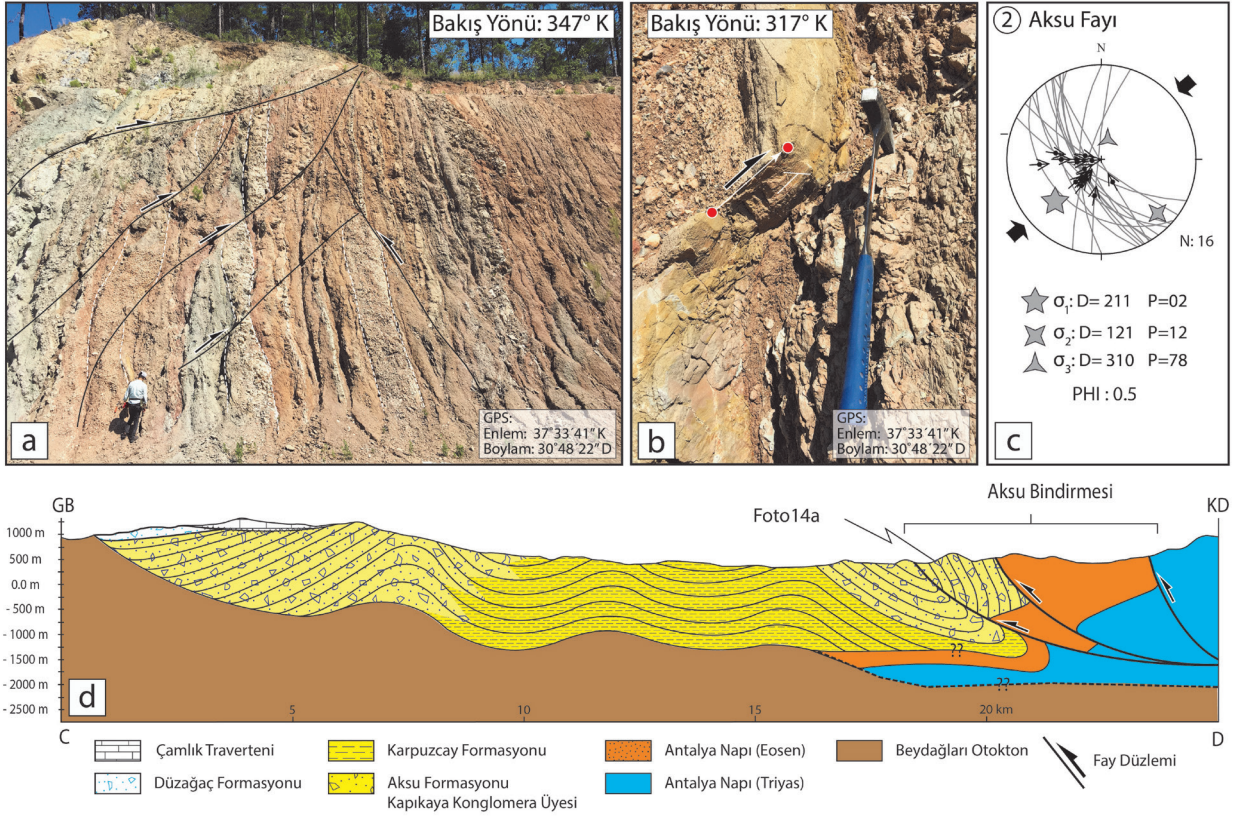 Bakış Yönü: 347° K
GPS:
Enlem: 37°33´41˝K
Boylam: 30°48´22˝D
a
Bakış Yönü: 317° K
GPS:
Enlem: 37°33´41˝K
Boylam: 30°48´22˝D
b
2 Aksu Fayı
N
N: 16
σ1: D= 211 P=02
σ2: D= 121 P=12
σ3: D= 310 P=78
PHI : 0.5
c
GB
Foto14a
Aksu Bindirmesi
KD
1000 m
500 m
0.0 m
- 500 m
- 1000 m
- 1500 m
- 2000 m
- 2500 m
??
??
d
5
10
15
20 km
C
D
Çamlık Traverteni
Karpuzcay Formasyonu
Antalya Napı (Eosen)
Beydağları Otokton
Fay Düzlemi
Düzağaç Formasyonu
Aksu Formasyonu
Kapıkaya Konglomera Üyesi
Antalya Napı (Triyas)